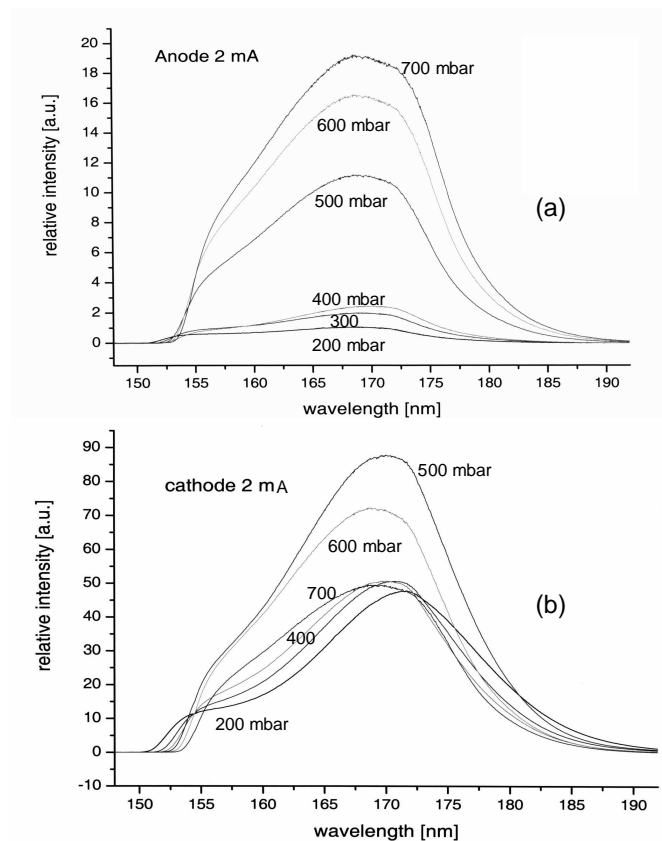 Anode 2 mA
relative intensity [a.u.]
20
18
16
14
12
10
8
6
4
2
0
700 mbar
600 mbar
500 mbar
400 mbar
300
200 mbar
(a)
150 155 160 165 170 175 180 185 190
wavelength [nm]
cathode 2 mA
relative intensity [a.u.]
90
80
70
60
50
40
30
20
10
0
-10
500 mbar
600 mbar
700
400
200 mbar
(b)
150 155 160 165 170 175 180 185 190
wavelength [nm]